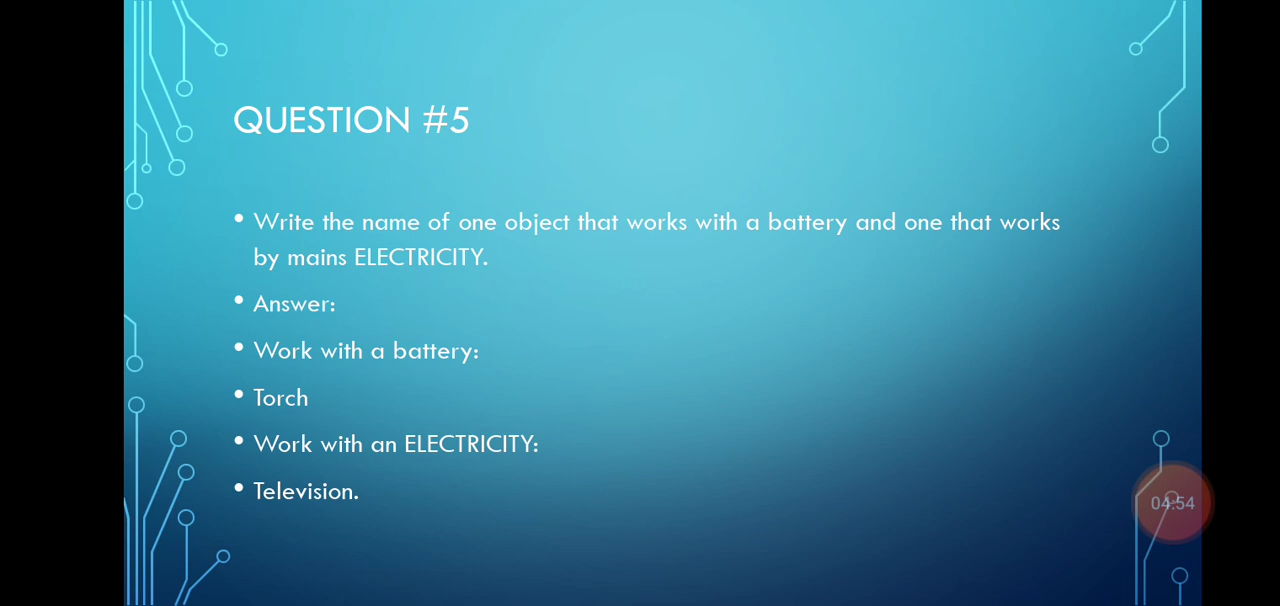 QUESTION #5
• Write the name of one object that works with a battery and one that works
by mains ELECTRICITY.
• Answer:
• Work with a battery:
• Torch
• Work with an ELECTRICITY:
• Television.
04:54